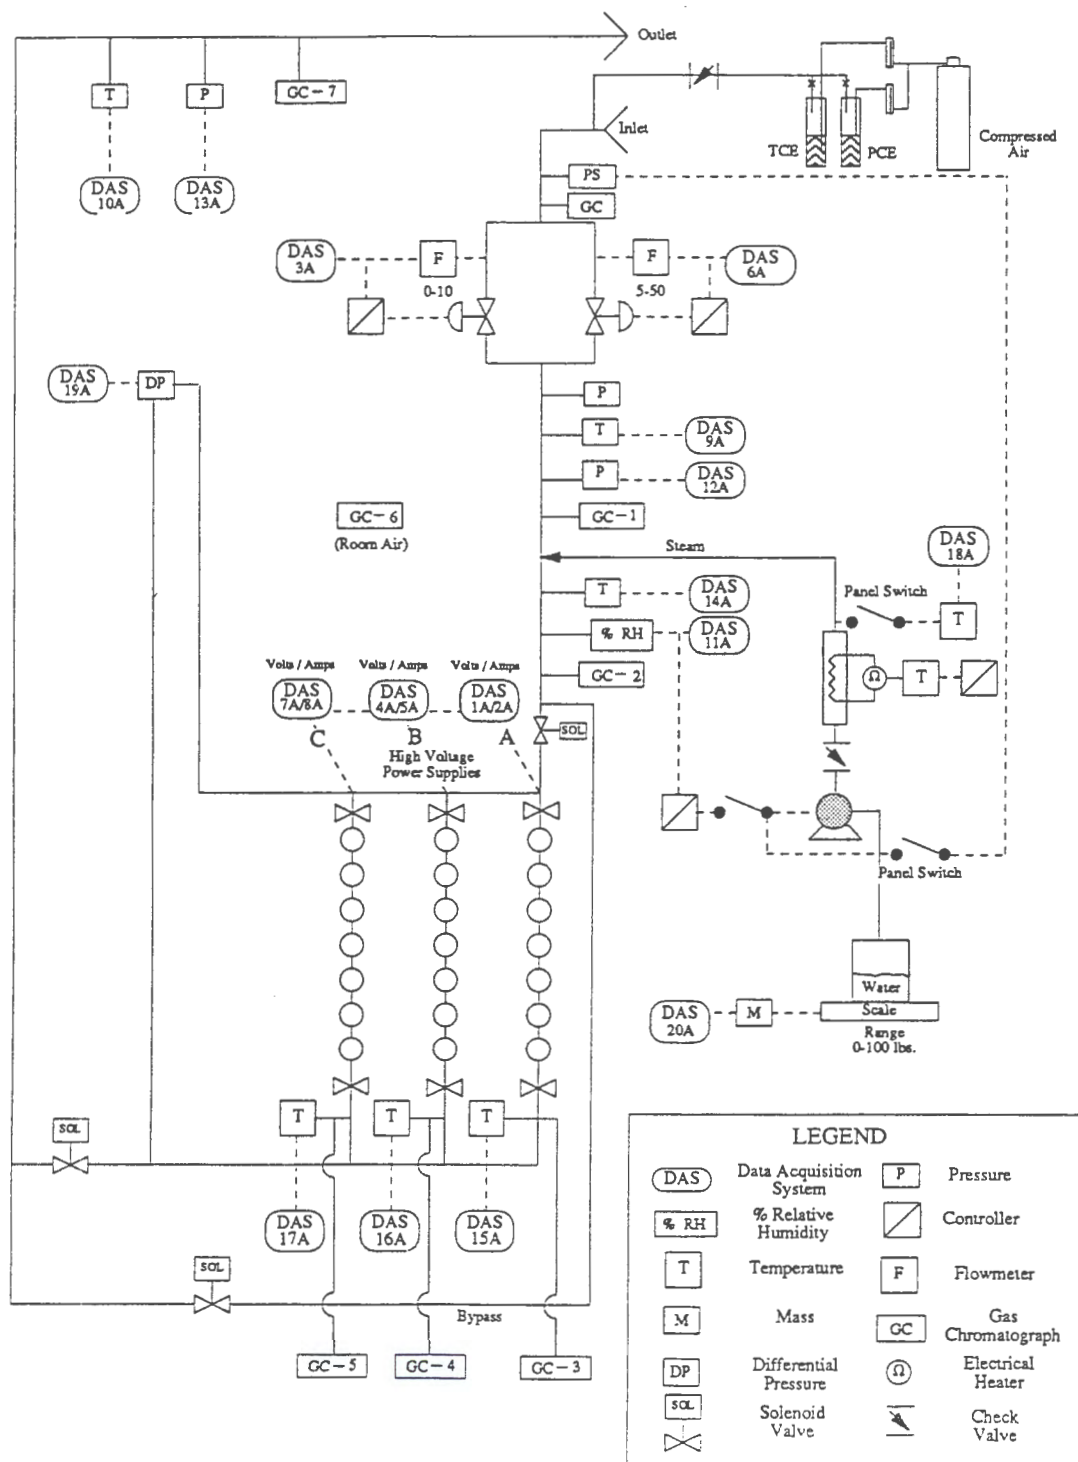 Outlet
T
P
GC-7
Inlet
TCE
PCE
Compressed
Air
DAS
10A
DAS
13A
PS
GC
DAS
3A
F
0-10
F
5-50
DAS
6A
DAS
19A
DP
P
T
DAS
9A
P
DAS
12A
GC-6
(Room Air)
GC-1
Steam
DAS
18A
T
DAS
14A
Panel Switch
T
% RH
DAS
11A
GC-2
Ω
T
Volts / Amps
Volts / Amps
Volts / Amps
DAS
7A/8A
DAS
4A/5A
DAS
1A/2A
C
B
A
SOL
High Voltage
Power Supplies
Panel Switch
Water
Scale
Range
0-100 lbs.
DAS
20A
M
T
T
T
SOL
DAS
17A
DAS
16A
DAS
15A
SOL
Bypass
GC-5
GC-4
GC-3
LEGEND
DAS
Data Acquisition
System
P
Pressure
% RH
% Relative
Humidity
Controller
T
Temperature
F
Flowmeter
M
Mass
GC
Gas
Chromatograph
DP
Differential
Pressure
Ω
Electrical
Heater
SOL
Solenoid
Valve
Check
Valve